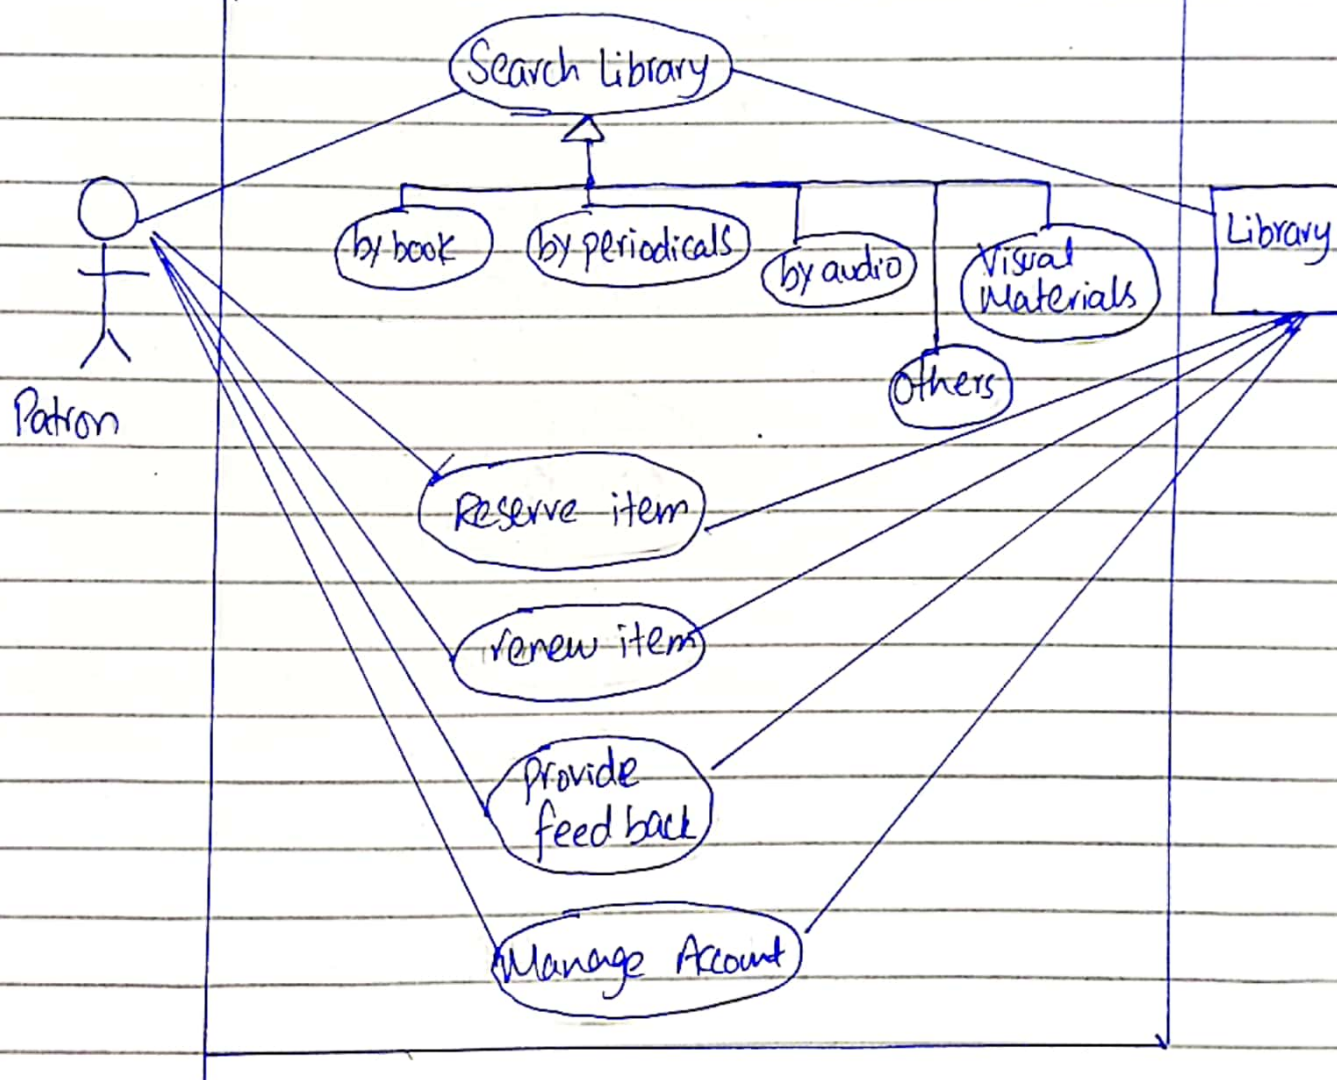 Search Library
by book
by periodicals
by audio
Visual
Materials
Library
Others
Patron
Reserve item
renew item
Provide
feed back
Manage Account